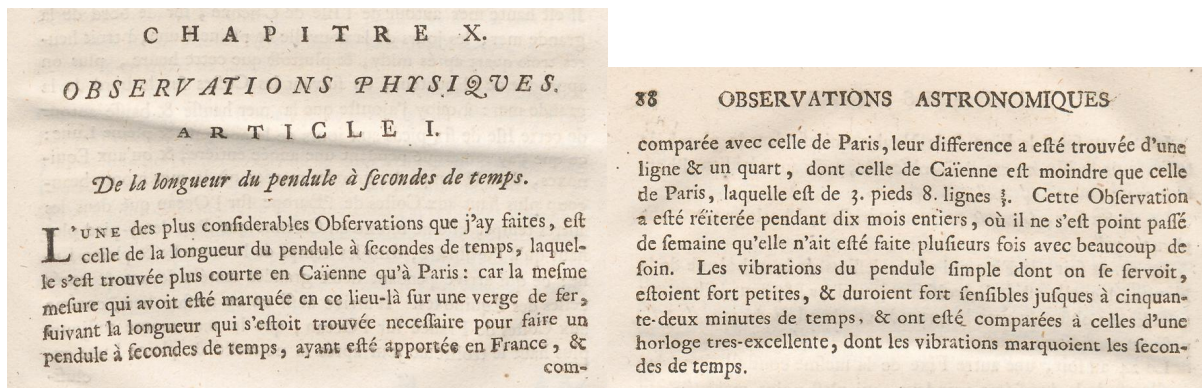 CHAPITRE X.
OBSERVATIONS PHYSIQUES.
ARTICLE I.
De la longueur du pendule à ſecondes de temps.
L'UNE des plus conſiderables Obſervations que j'ay faites, eſt
celle de la longueur du pendule à ſecondes de temps, laquel-
le s'eſt trouvée plus courte en Caïenne qu'à Paris: car la meſme
meſure qui avoit eſté marquée en ce lieu-là ſur une verge de fer,
ſuivant la longueur qui s'eſtoit trouvée neceſſaire pour faire un
pendule à ſecondes de temps, ayant eſté apportée en France, &
com-
88 OBSERVATIONS ASTRONOMIQUES
comparée avec celle de Paris, leur difference a eſté trouvée d'une
ligne & un quart, dont celle de Caïenne eſt moindre que celle
de Paris, laquelle eſt de 3. pieds 8. lignes ⅗. Cette Obſervation
a eſté réïterée pendant dix mois entiers, où il ne s'eſt point paſſé
de ſemaine qu'elle n'ait eſté faite pluſieurs fois avec beaucoup de
ſoin. Les vibrations du pendule ſimple dont on ſe ſervoit,
eſtoient fort petites, & duroient fort ſenſibles juſques à cinquan-
te-deux minutes de temps, & ont eſté comparées à celles d'une
horloge tres-excellente, dont les vibrations marquoient les ſecon-
des de temps.